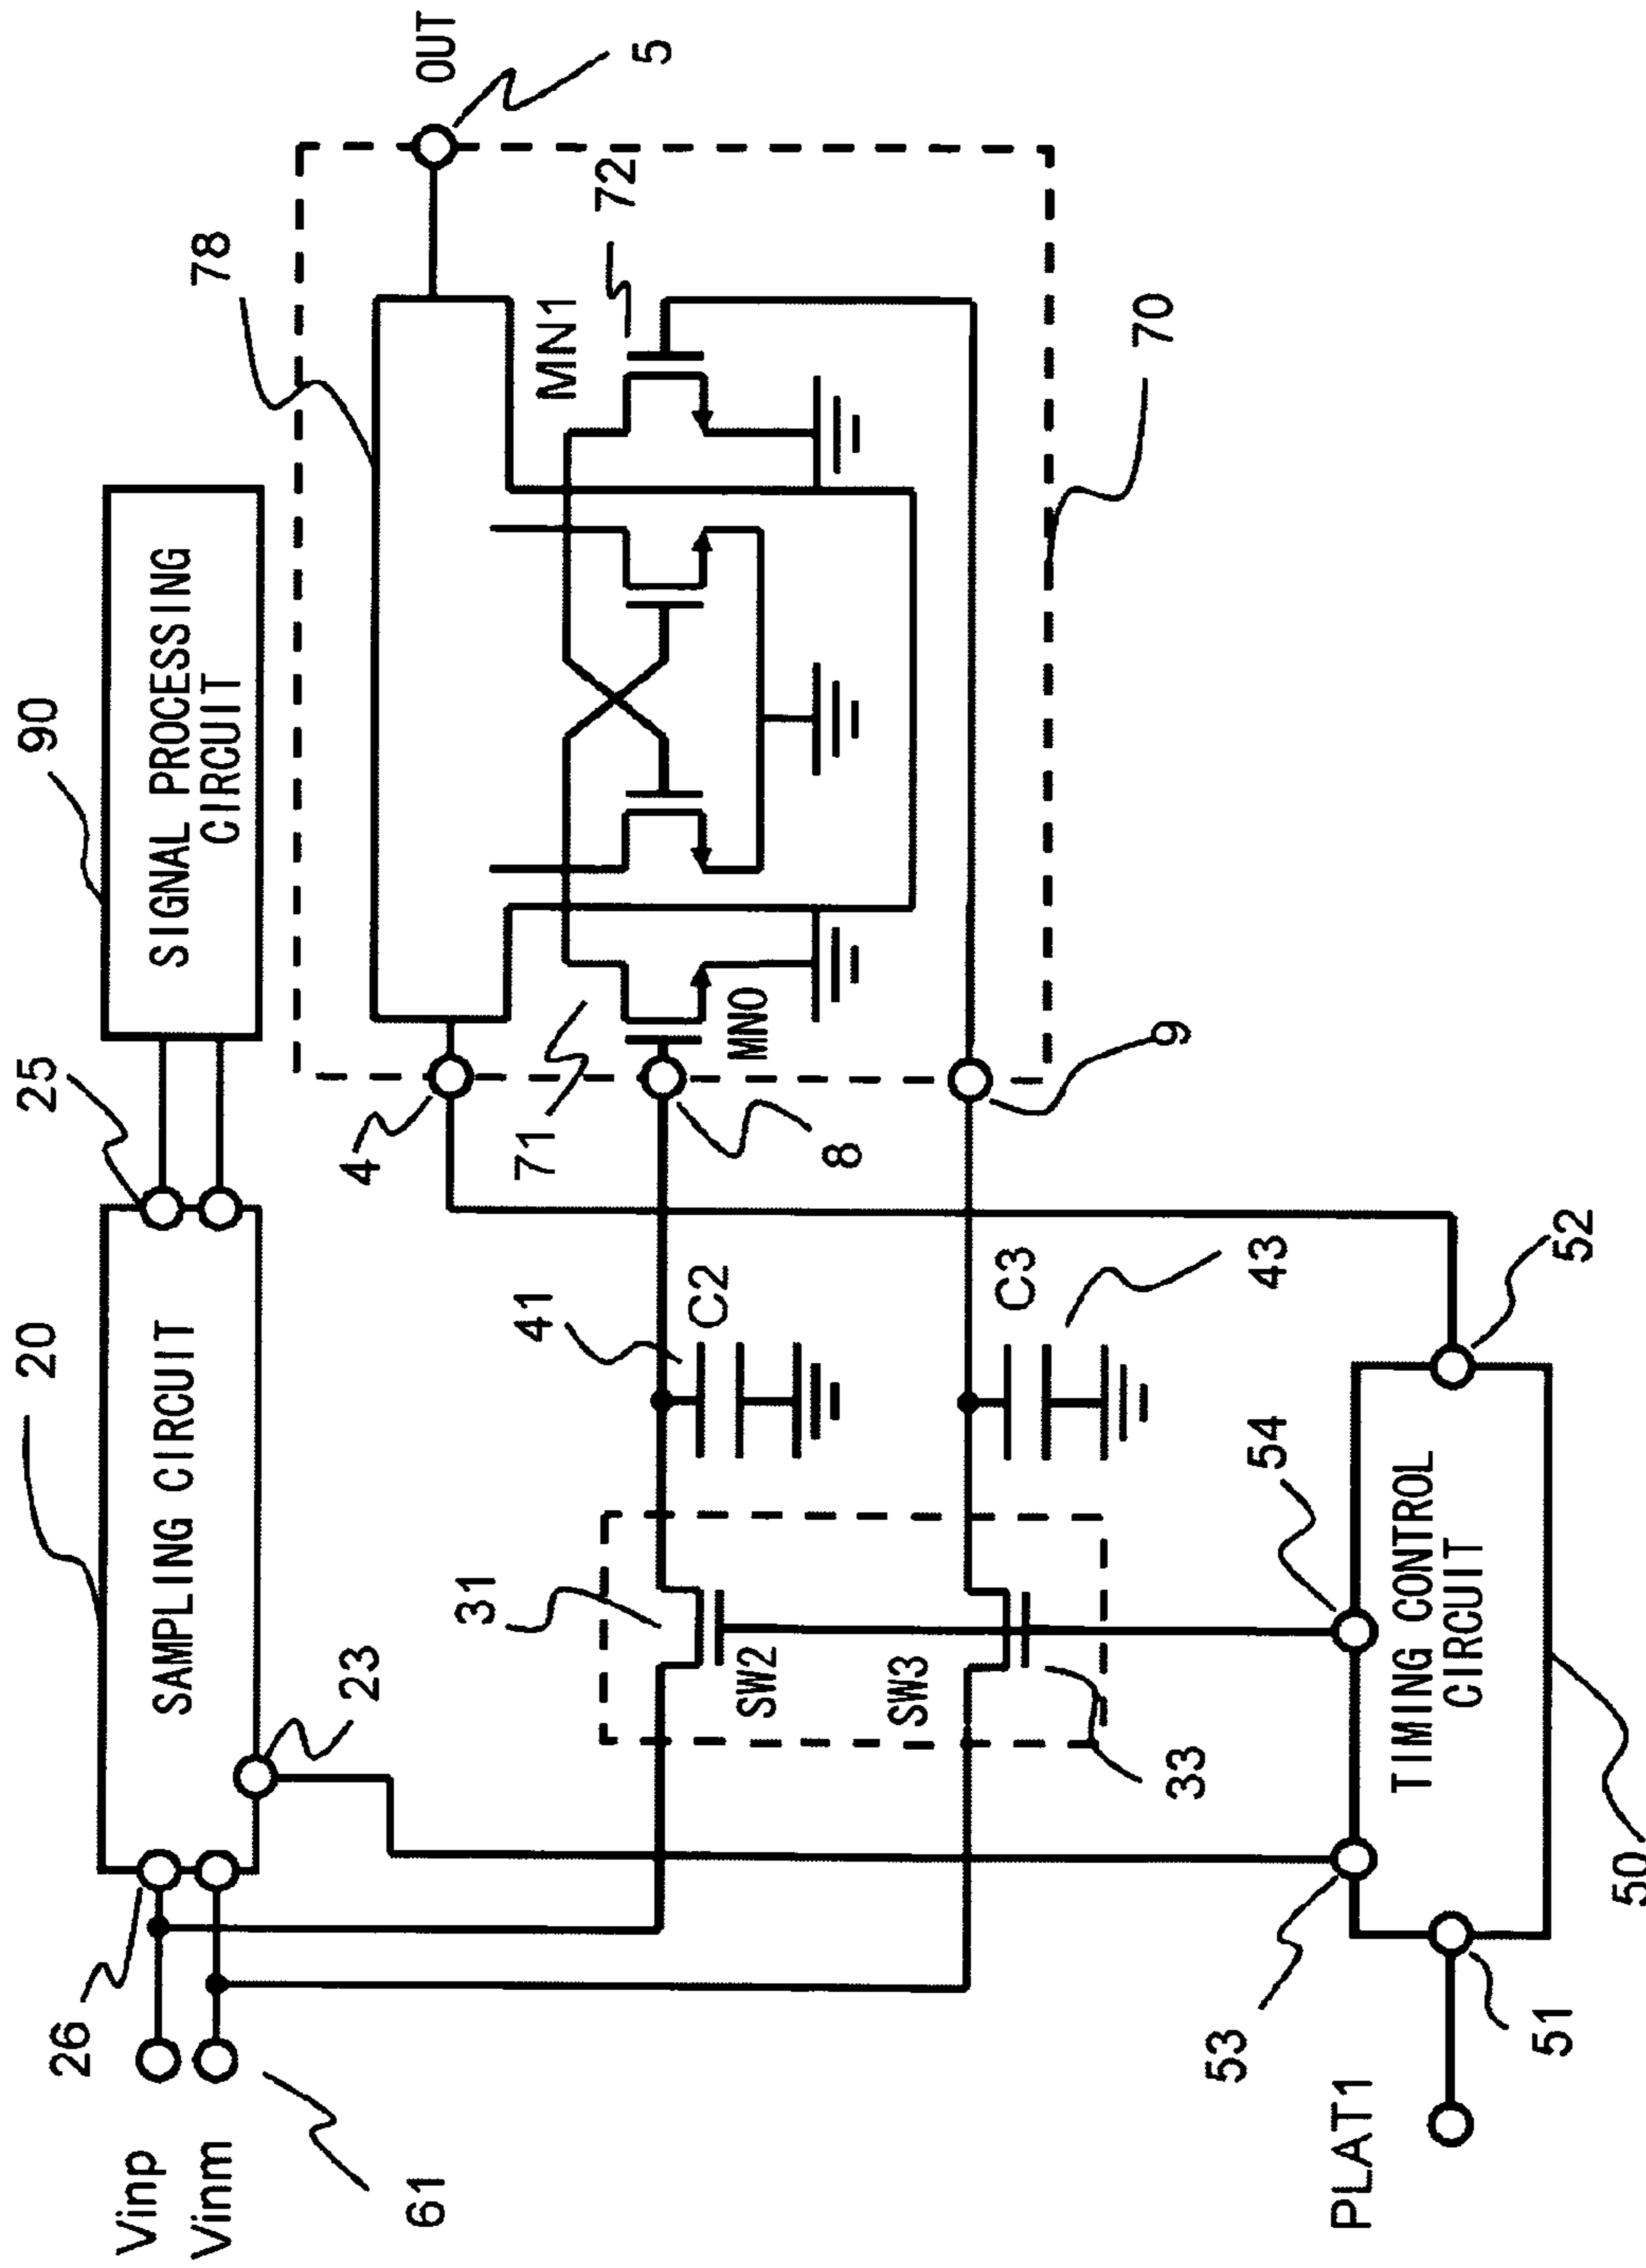 90
SIGNAL PROCESSING
CIRCUIT
25
20
SAMPLING CIRCUIT
23
26
Vinp
Vinm
61
OUT
5
78
MN1
72
70
4
71
MN0
8
9
41
C2
C3
43
31
SW2
SW3
33
52
54
TIMING CONTROL
CIRCUIT
53
50
51
PLAT1